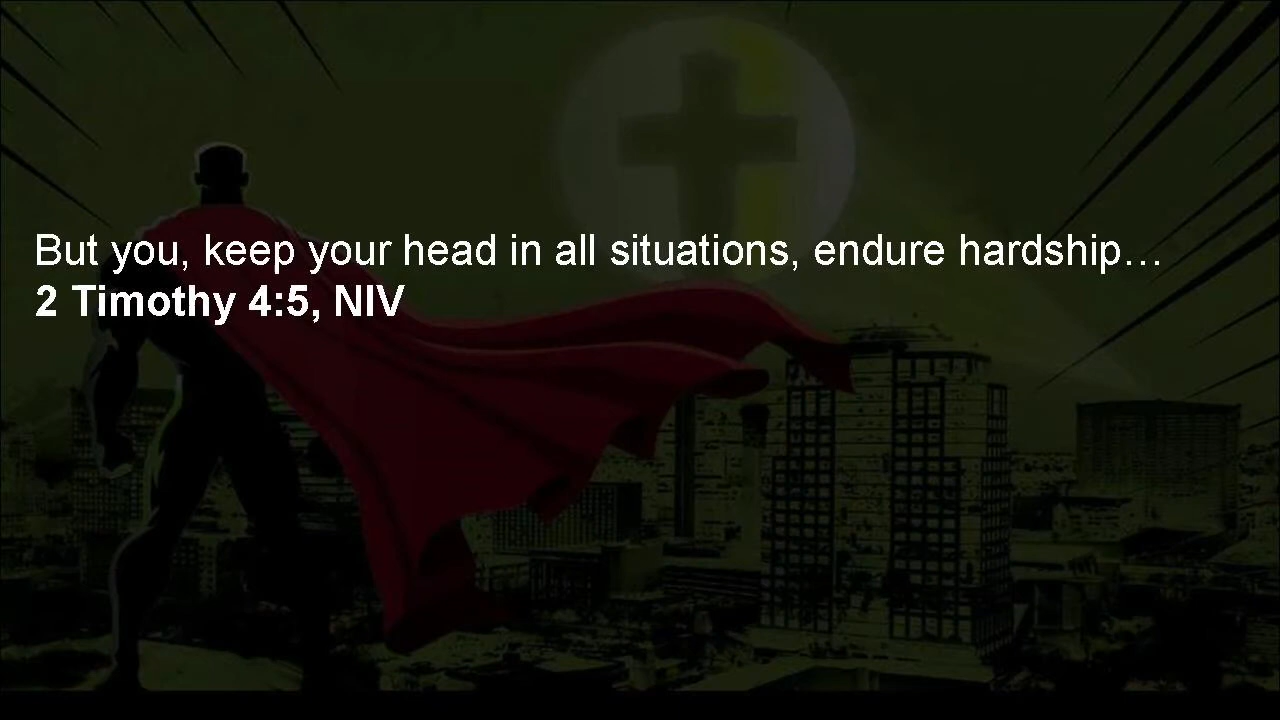 But you, keep your head in all situations, endure hardship…
2 Timothy 4:5, NIV